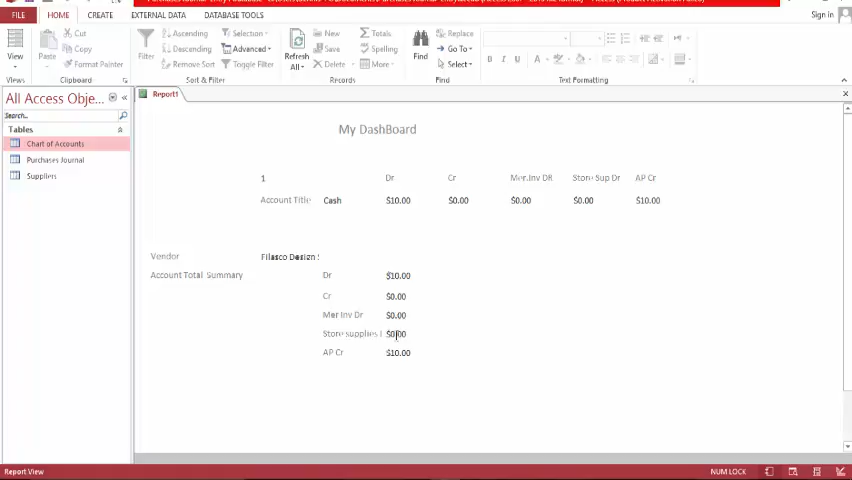 Sign in
FILE HOME CREATE EXTERNAL DATA DATABASE TOOLS
View Paste Cut Copy Format Painter
Filter Ascending Descending Remove Sort Selection Advanced Toggle Filter
Refresh All New Save Delete Totals Spelling More
Find Replace Go To Select
B I U A
Views Clipboard Sort & Filter Records Find Text Formatting
All Access Obje...
Search...
Tables
Chart of Accounts
Purchases Journal
Suppliers
Report1
My DashBoard
1 Dr Cr Mer.Inv DR Store Sup Dr AP Cr
Account Title Cash $10.00 $0.00 $0.00 $0.00 $10.00
Vendor Filasco Design
Account Total Summary Dr $10.00
Cr $0.00
Mer Inv Dr $0.00
Store supplies $0.00
AP Cr $10.00
Report View NUM LOCK